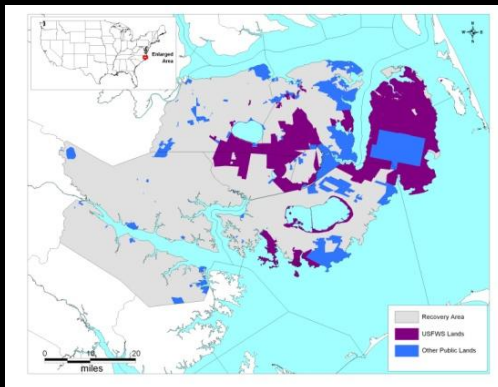 Enlarged
Area
Recovery Area
USFWS Lands
Other Public Lands
0
10
20
miles